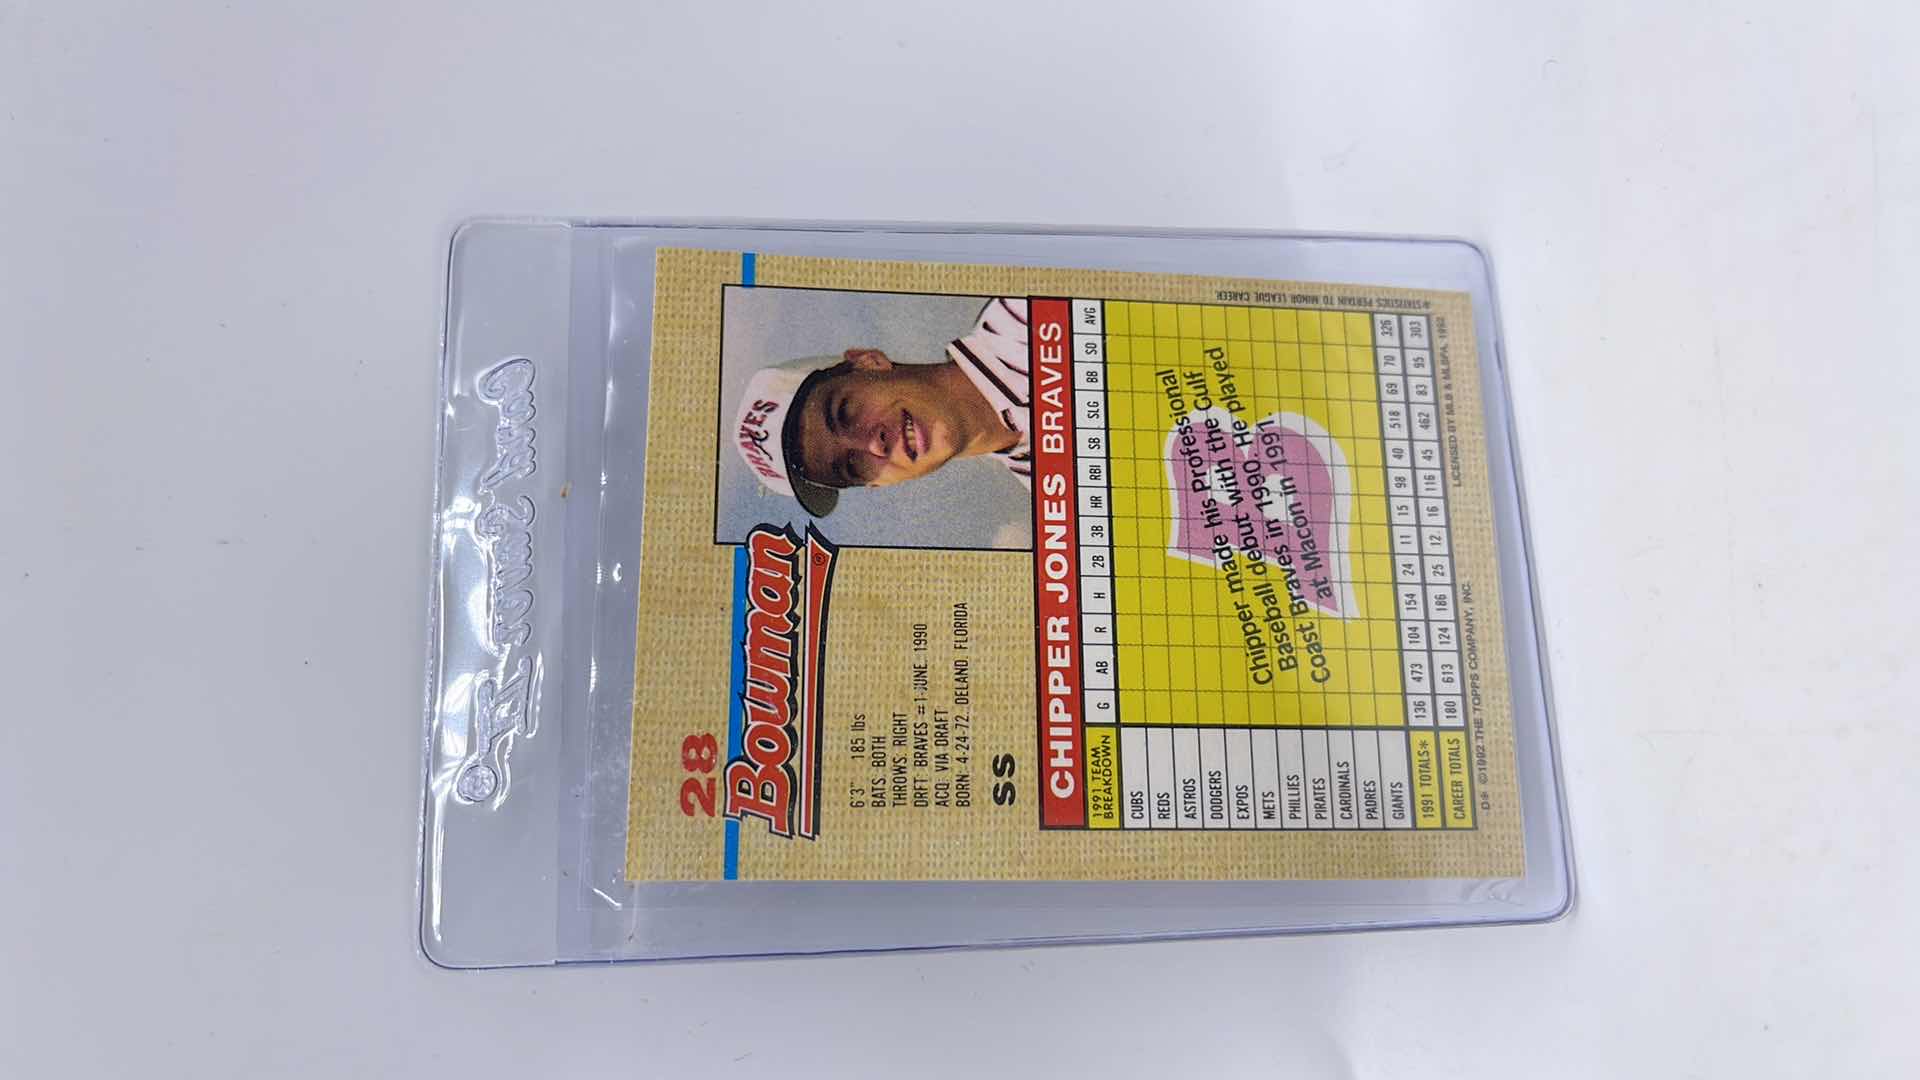 28
Bowman®
BRAVES
6'3" 185 lbs
BATS: BOTH
THROWS: RIGHT
DRFT: BRAVES #1-JUNE, 1990
ACQ: VIA DRAFT
BORN: 4-24-72, DELAND, FLORIDA
SS
CHIPPER JONES BRAVES
1991 TEAM BREAKDOWN G AB R H 2B 3B HR RBI SB SLG BB SO AVG
CUBS
REDS
ASTROS
DODGERS
EXPOS
METS
PHILLIES
PIRATES
CARDINALS
PADRES
GIANTS
Chipper made his Professional
Baseball debut with the Gulf
Coast Braves in 1990. He played
at Macon in 1991.
B
1991 TOTALS* 136 473 104 154 24 11 15 98 40 518 69 70 .326
CAREER TOTALS 180 613 124 186 25 12 16 116 45 462 83 95 .303
*STATISTICS PERTAIN TO MINOR LEAGUE CAREER.
D* ©1992 THE TOPPS COMPANY, INC. LICENSED BY MLB & MLBPA, 1992